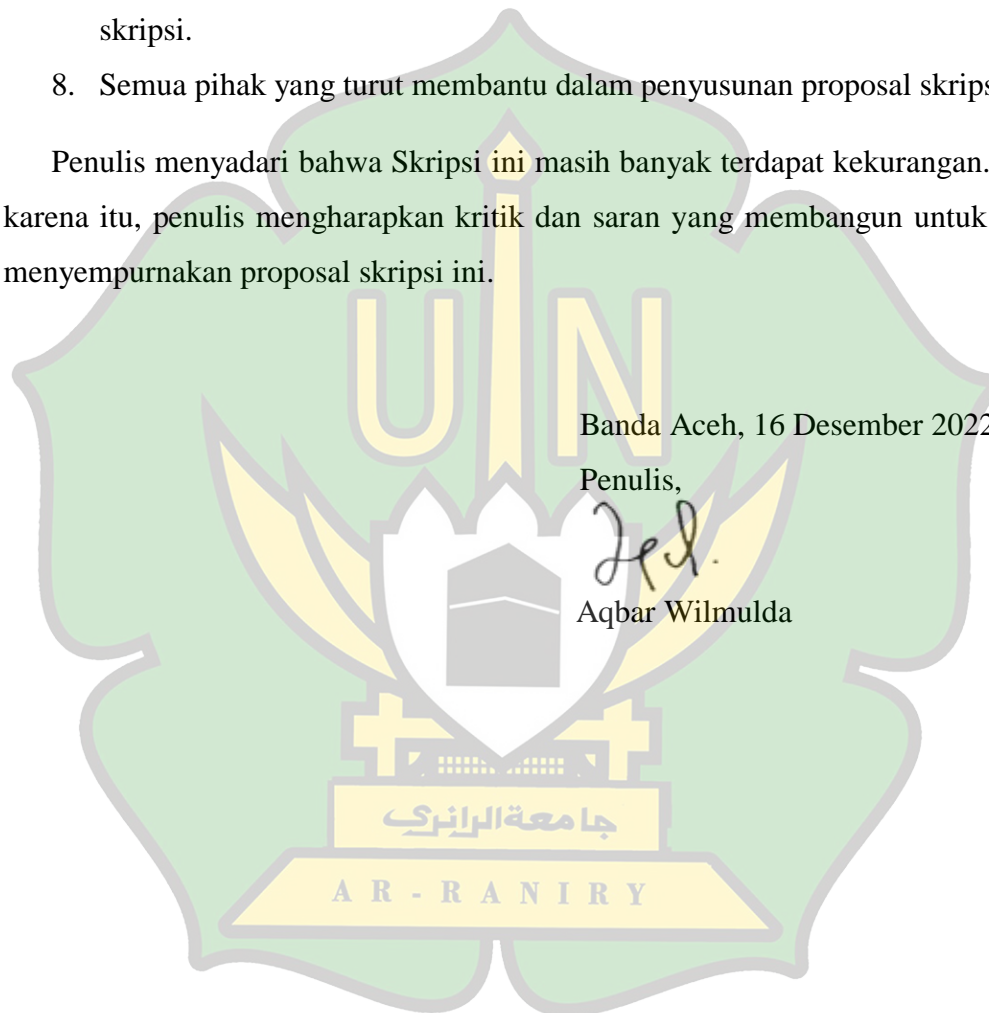 skripsi.
8. Semua pihak yang turut membantu dalam penyusunan proposal skrips
Penulis menyadari bahwa Skripsi ini masih banyak terdapat kekurangan.
karena itu, penulis mengharapkan kritik dan saran yang membangun untuk
menyempurnakan proposal skripsi ini.
UIN
Banda Aceh, 16 Desember 2022
Penulis,
Aqbar Wilmulda
جامعةالرانري
AR-RANIRY